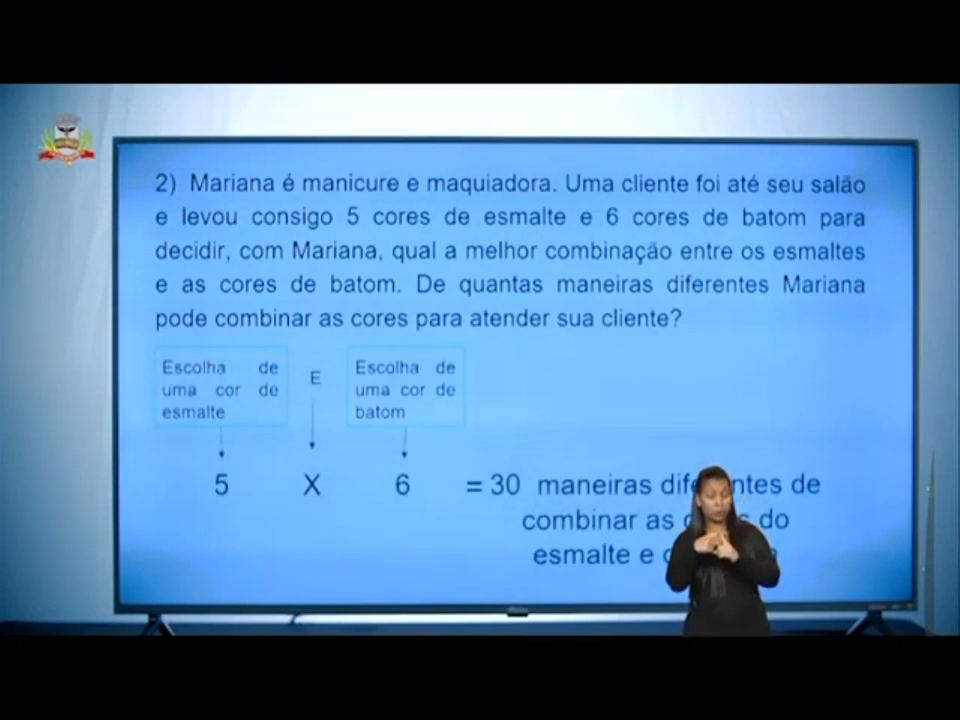 2) Mariana é manicure e maquiadora. Uma cliente foi até seu salão
e levou consigo 5 cores de esmalte e 6 cores de batom para
decidir, com Mariana, qual a melhor combinação entre os esmaltes
e as cores de batom. De quantas maneiras diferentes Mariana
pode combinar as cores para atender sua cliente?
Escolha de
uma cor de
esmalte
E
Escolha de
uma cor de
batom
5 X 6 = 30 maneiras de
combinar as do
esmalte e